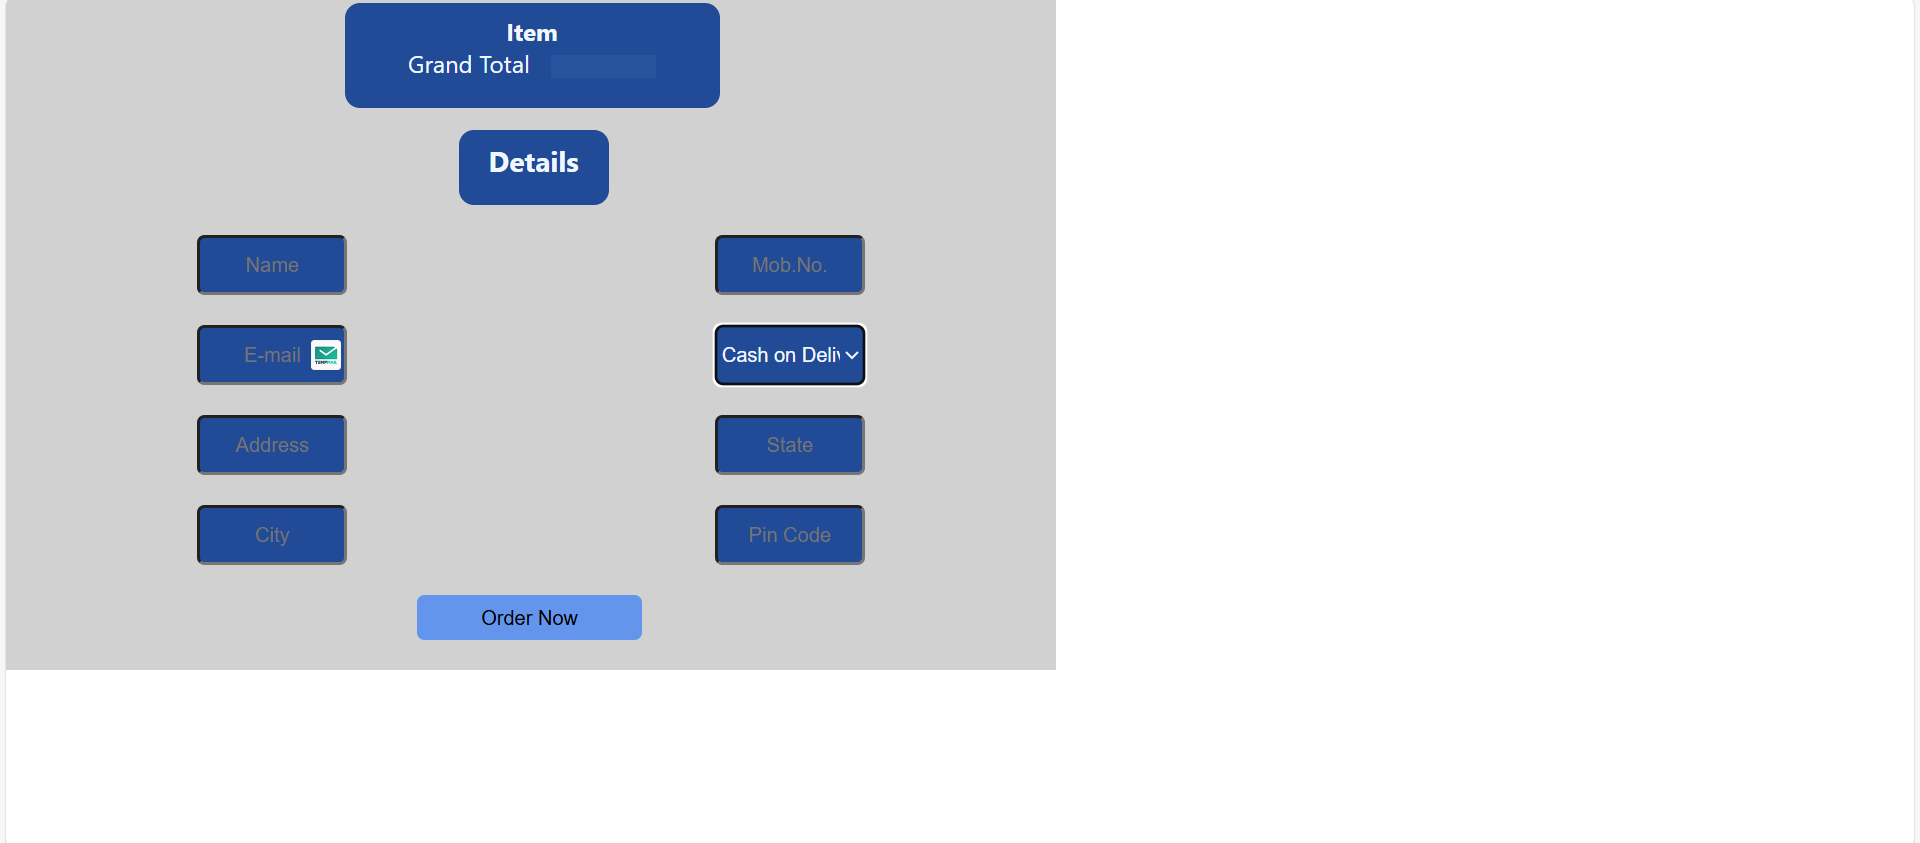 Item
Grand Total
Details
Name
Mob.No.
E-mail
Cash on Deliv
Address
State
City
Pin Code
Order Now